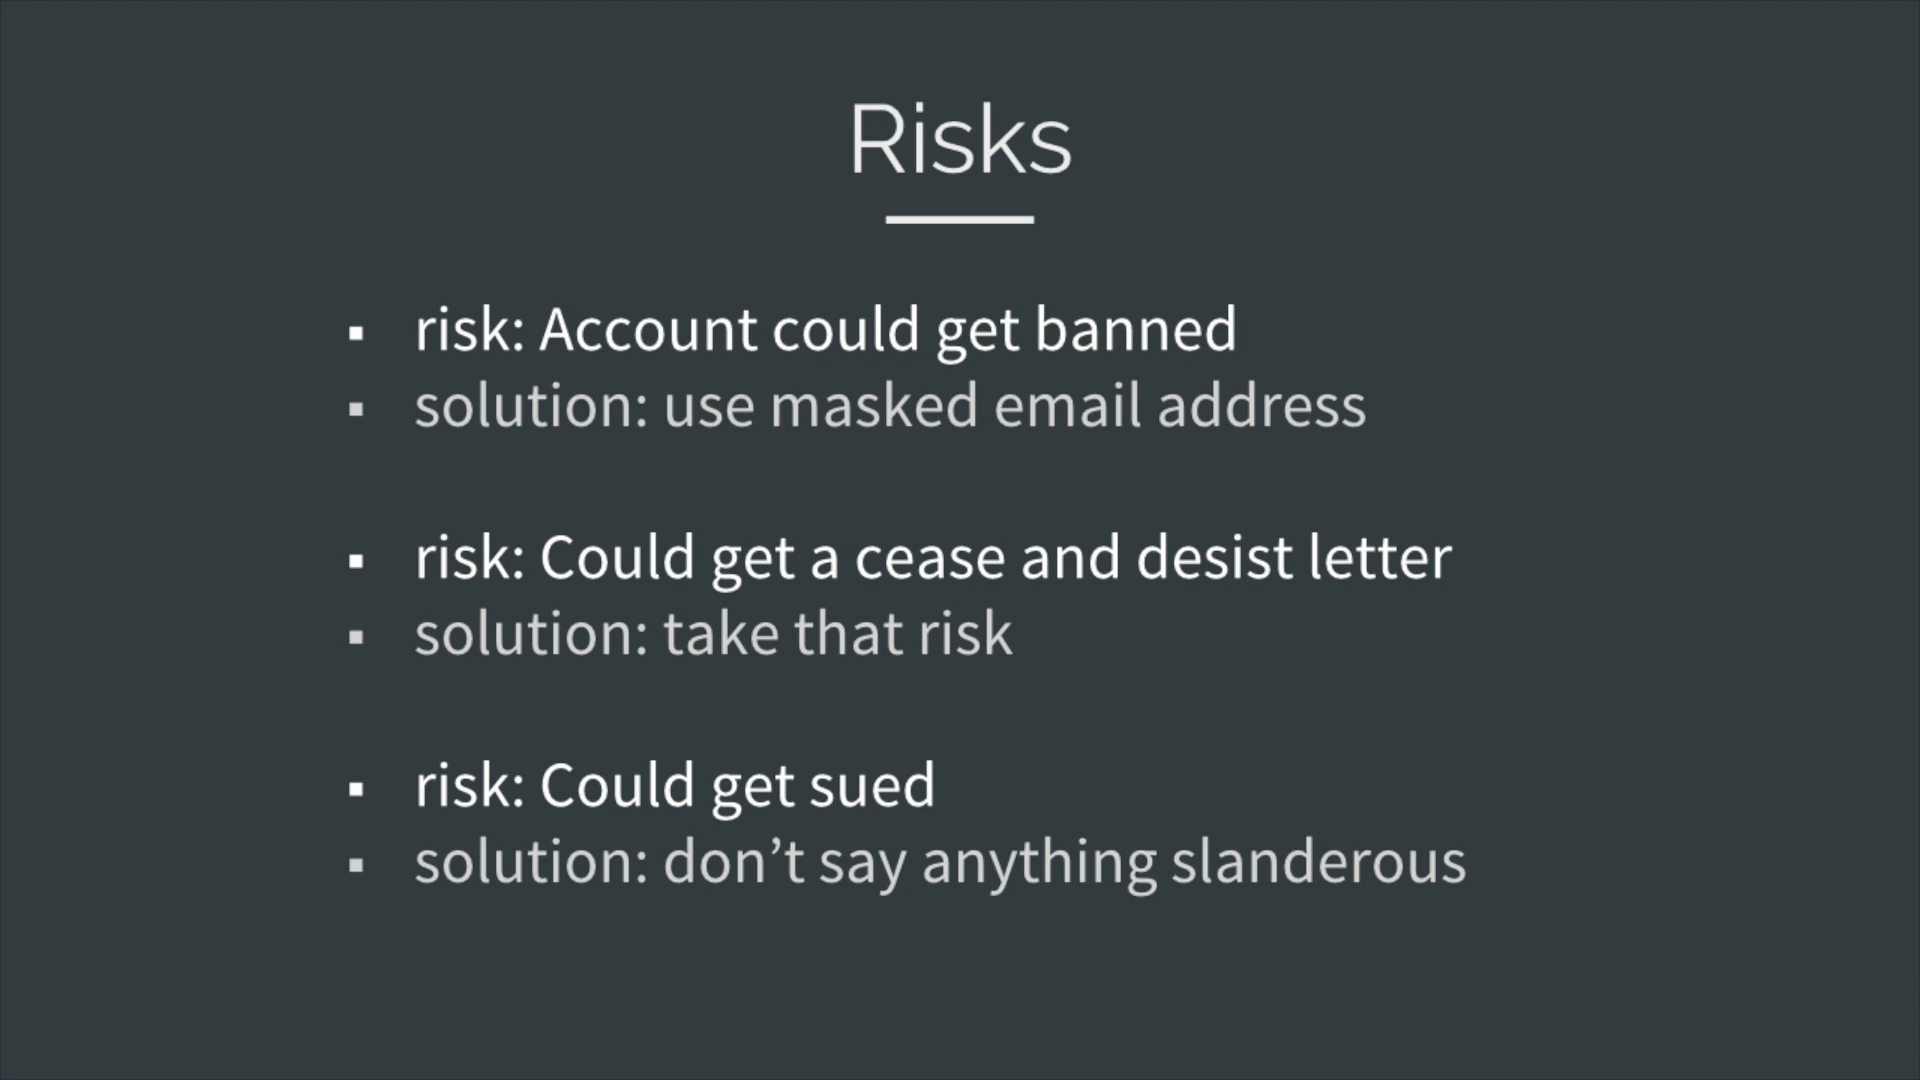 Risks
▪ risk: Account could get banned
▪ solution: use masked email address
▪ risk: Could get a cease and desist letter
▪ solution: take that risk
▪ risk: Could get sued
▪ solution: don’t say anything slanderous